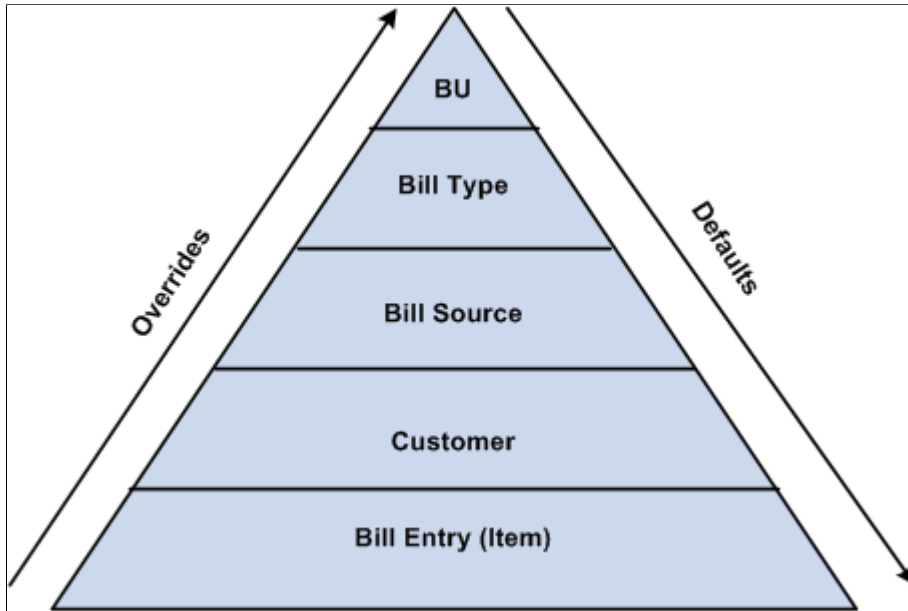 BU
Bill Type
Overrides
Defaults
Bill Source
Customer
Bill Entry (Item)